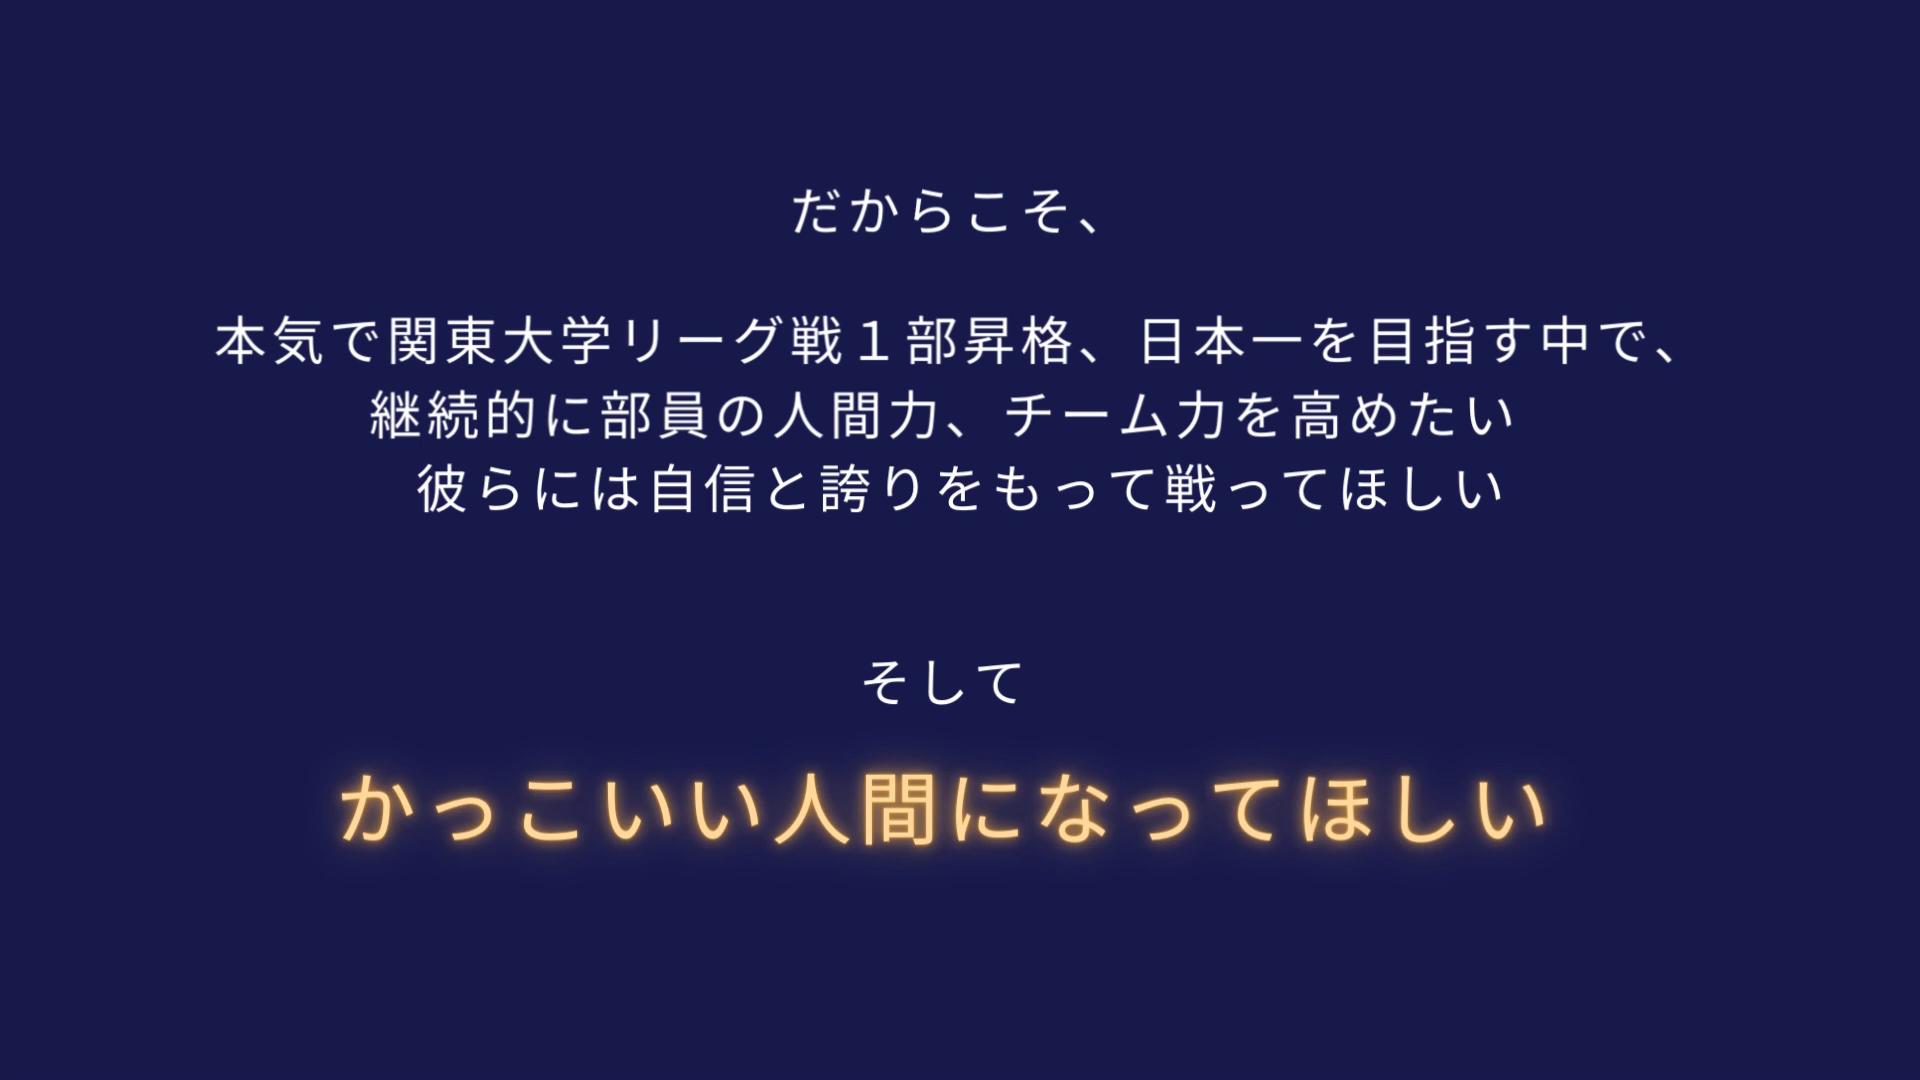 だからこそ、
本気で関東大学リーグ戦１部昇格、日本一を目指す中で、
継続的に部員の人間力、チーム力を高めたい
彼らには自信と誇りをもって戦ってほしい
そして
かっこいい人間になってほしい